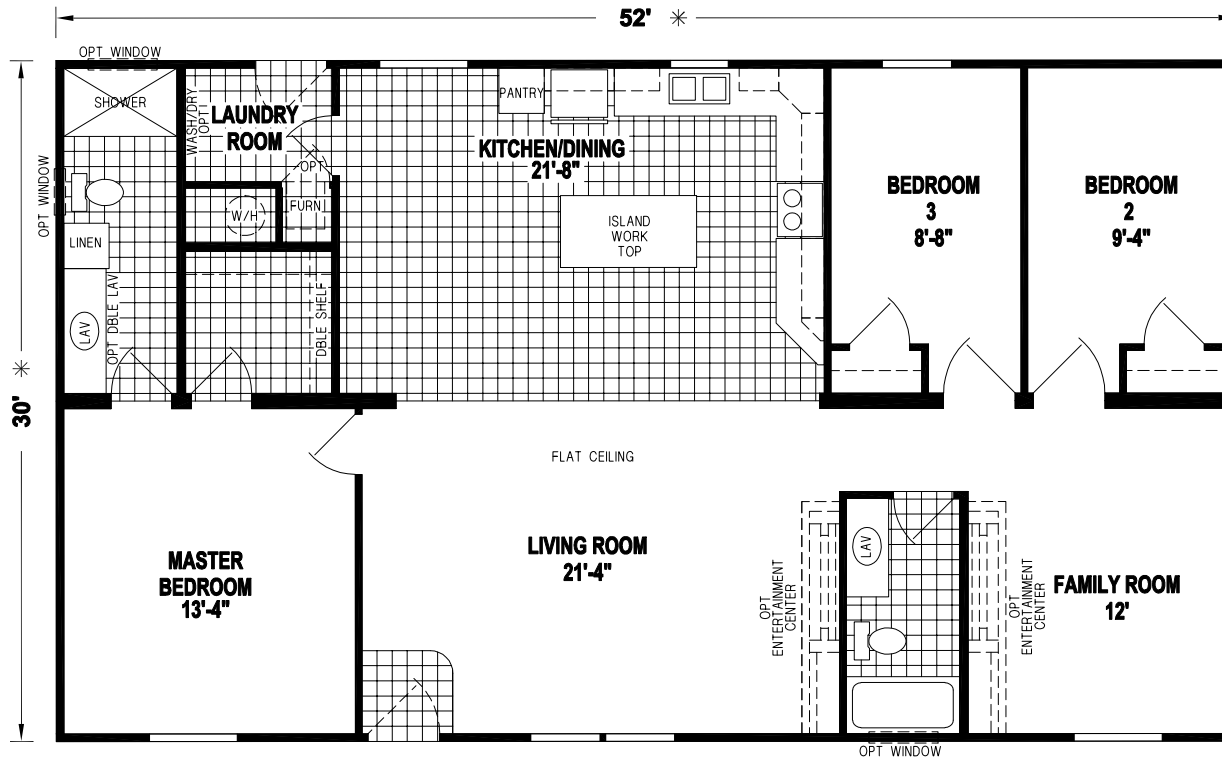 52' ✳
OPT WINDOW
SHOWER
WASH/DRY
OPT
LAUNDRY
ROOM
OPT
PANTRY
KITCHEN/DINING
21'-8"
BEDROOM
3
8'-8"
BEDROOM
2
9'-4"
OPT WINDOW
W/H
FURN
ISLAND
WORK
TOP
LINEN
LAV
OPT DBLE LAV
DBLE SHELF
✳
30'
FLAT CEILING
MASTER
BEDROOM
13'-4"
LIVING ROOM
21'-4"
OPT
ENTERTAINMENT
CENTER
LAV
OPT
ENTERTAINMENT
CENTER
FAMILY ROOM
12'
OPT WINDOW